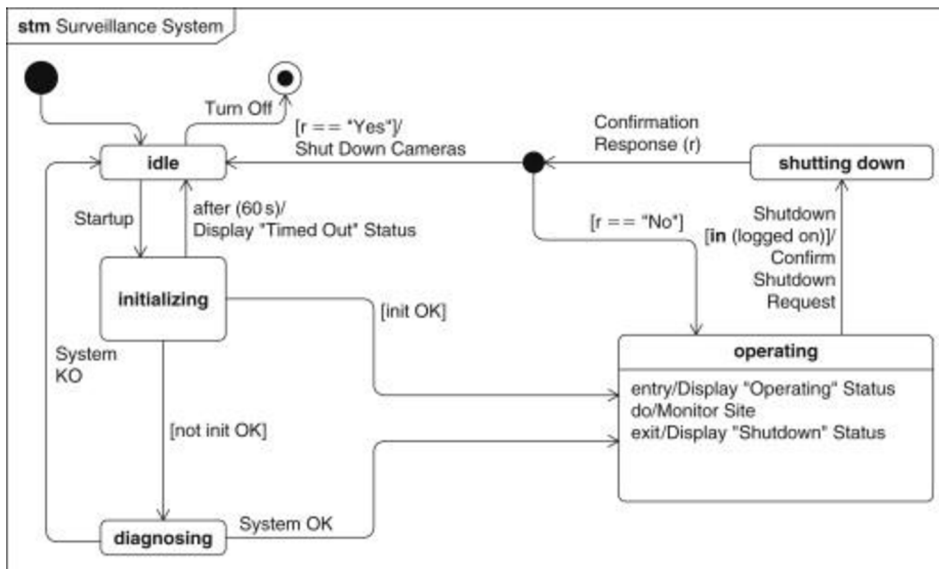 stm Surveillance System
Turn Off
[r == "Yes"]/
Shut Down Cameras
Confirmation
Response (r)
idle
shutting down
Startup
after (60 s)/
Display "Timed Out" Status
[r == "No"]
Shutdown
[in (logged on)]/
Confirm
Shutdown
Request
initializing
[init OK]
System
KO
operating
entry/Display "Operating" Status
do/Monitor Site
exit/Display "Shutdown" Status
[not init OK]
System OK
diagnosing